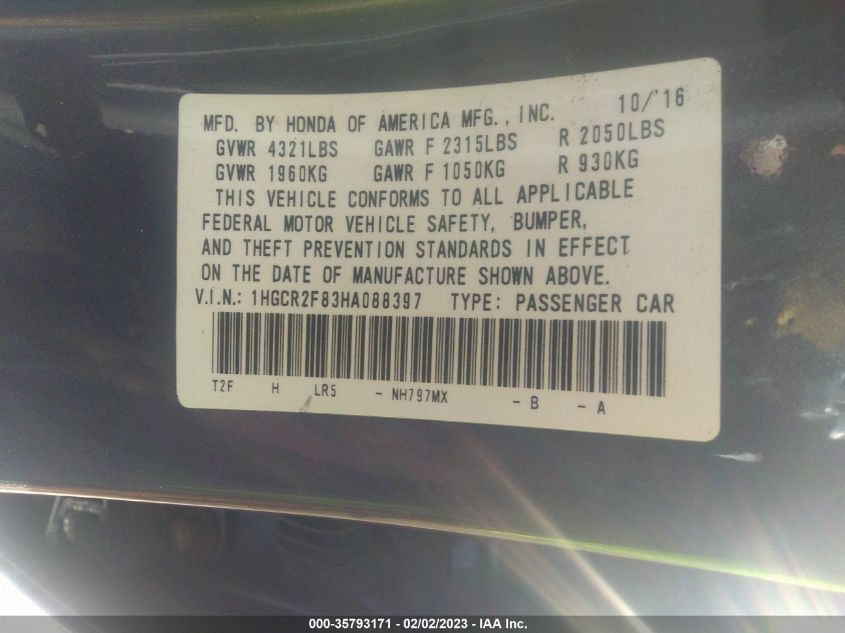 MFD. BY HONDA OF AMERICA MFG., INC. 10/'16
GVWR 4321LBS GAWR F 2315LBS R 2050LBS
GVWR 1960KG GAWR F 1050KG R 930KG
THIS VEHICLE CONFORMS TO ALL APPLICABLE
FEDERAL MOTOR VEHICLE SAFETY, BUMPER,
AND THEFT PREVENTION STANDARDS IN EFFECT
ON THE DATE OF MANUFACTURE SHOWN ABOVE.
V.I.N.: 1HGCR2F83HA088397 TYPE: PASSENGER CAR
T2F H LR5 - NH797MX - B - A
000-35793171 - 02/02/2023 - IAA Inc.